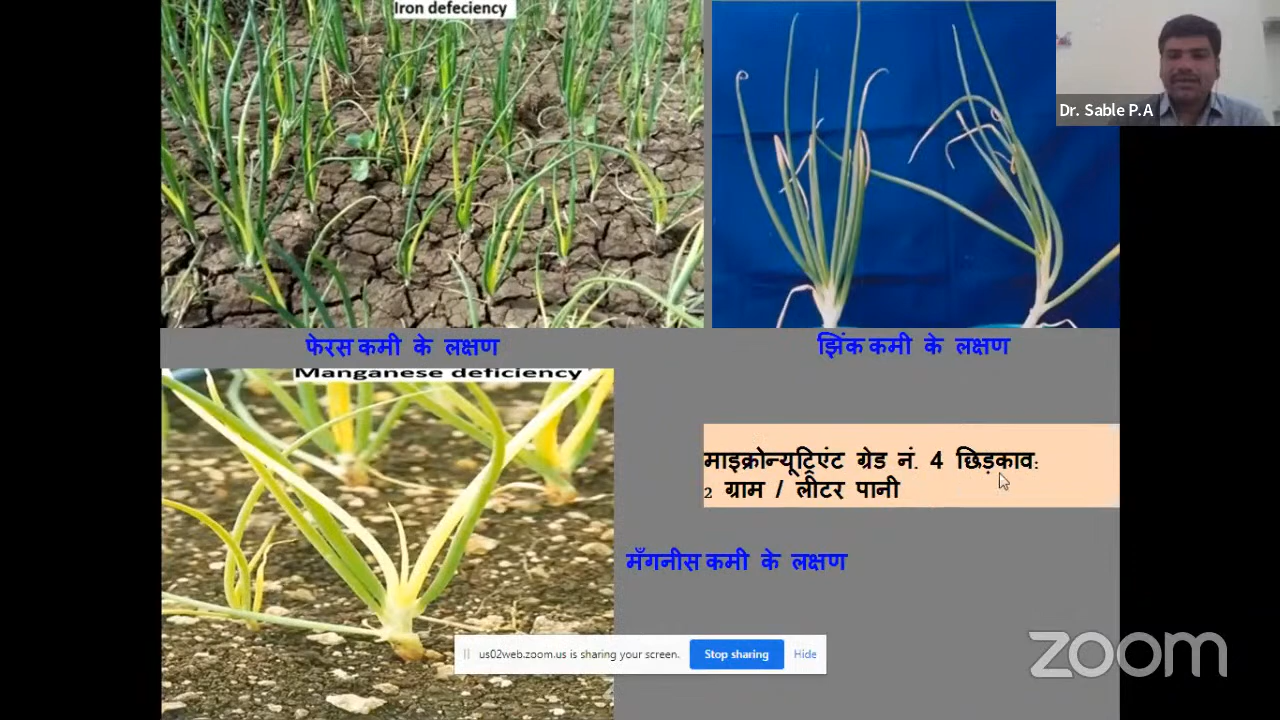 Iron defeciency
Dr. Sable P.A
फेरस कमी के लक्षण
झिंक कमी के लक्षण
Manganese deficiency
माइक्रोन्यूट्रिएंट ग्रेड नं. 4 छिड़काव:
2 ग्राम / लीटर पानी
मँगनीस कमी के लक्षण
us02web.zoom.us is sharing your screen.
Stop sharing
Hide
zoom